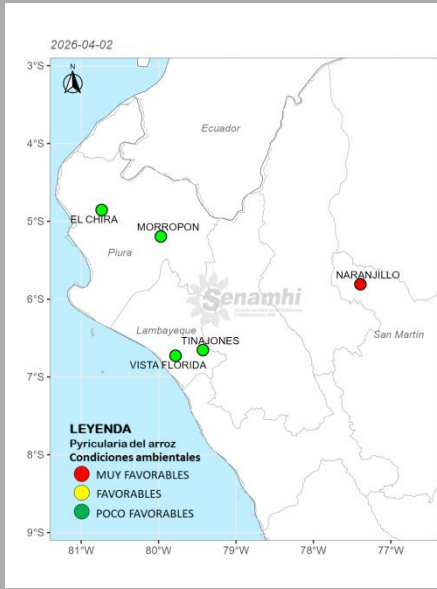 2026-04-02
3°S
N
4°S
Ecuador
EL CHIRA
5°S
MORROPON
Piura
NARANJILLO
6°S
Senamhi
Lambayeque
TINAJONES
San Martín
VISTA FLORIDA
7°S
LEYENDA
Pyricularia del arroz
Condiciones ambientales
8°S
MUY FAVORABLES
FAVORABLES
POCO FAVORABLES
9°S
81°W 80°W 79°W 78°W 77°W